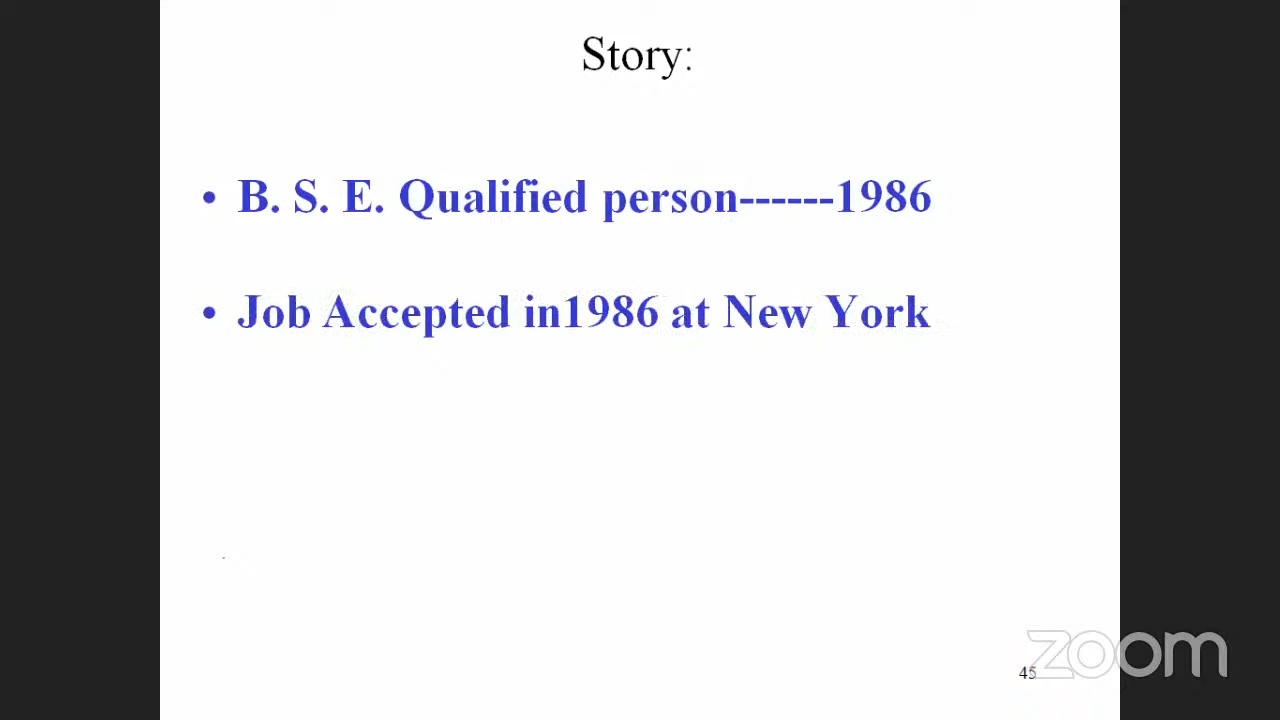 Story:
• B. S. E. Qualified person------1986
• Job Accepted in1986 at New York
45
zoom